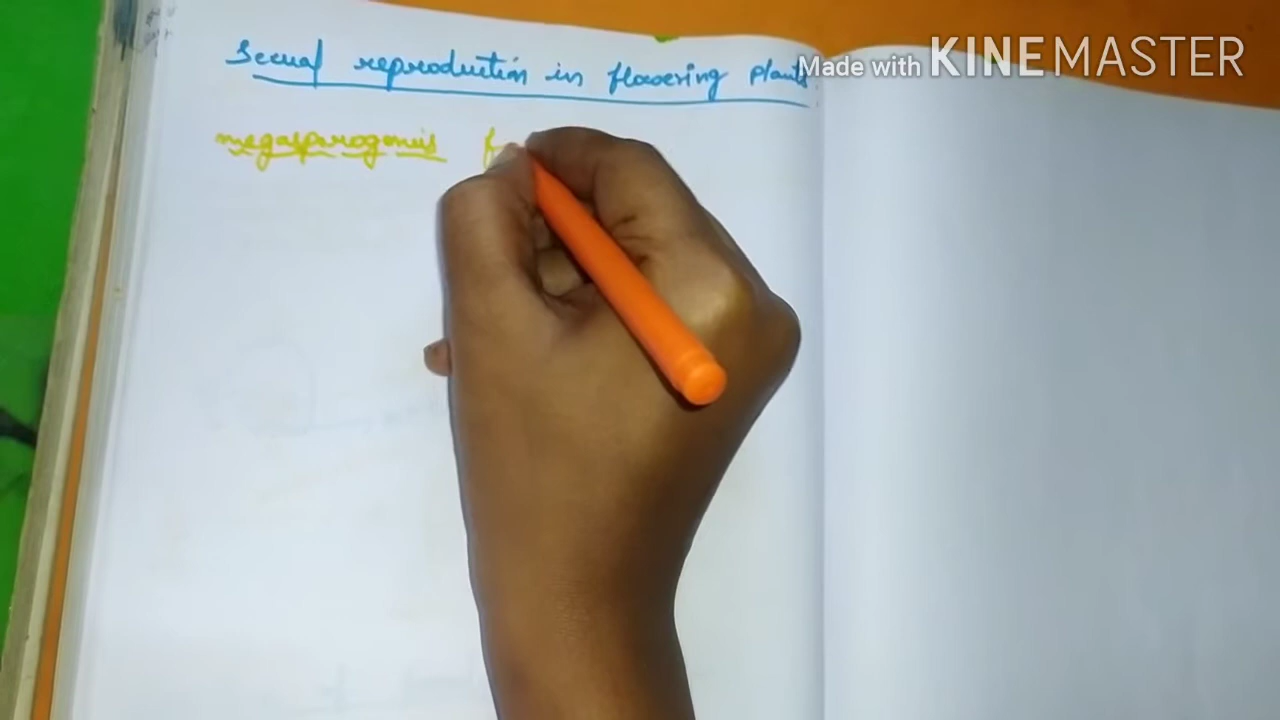 Sexual reproduction in flowering plants
Made with KINEMASTER
megasporogenesis